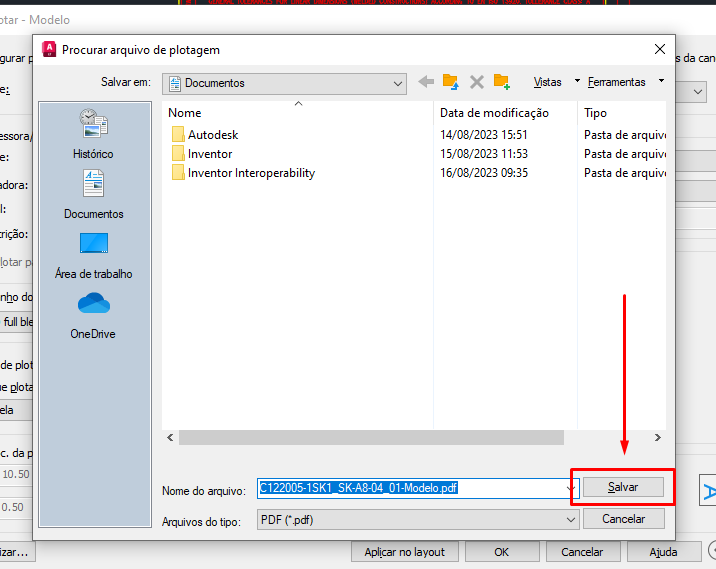 otar - Modelo
Procurar arquivo de plotagem
gurar p
s da can
Salvar em:
Documentos
Vistas
Ferramentas
e:
Nome
Data de modificação
Tipo
Autodesk
14/08/2023 15:51
Pasta de arquivo
Inventor
15/08/2023 11:53
Pasta de arquivo
Inventor Interoperability
16/08/2023 09:35
Pasta de arquivo
Histórico
Documentos
Área de trabalho
OneDrive
essora/
e:
adora:
l:
rição:
lotar pa
nho do
full ble
de plot
ue plota
ela
ec. da p
10.50
0.50
Nome do arquivo:
C122005-1SK1_SK-A8-04_01-Modelo.pdf
Salvar
Arquivos do tipo:
PDF (*.pdf)
Cancelar
izar...
Aplicar no layout
OK
Cancelar
Ajuda